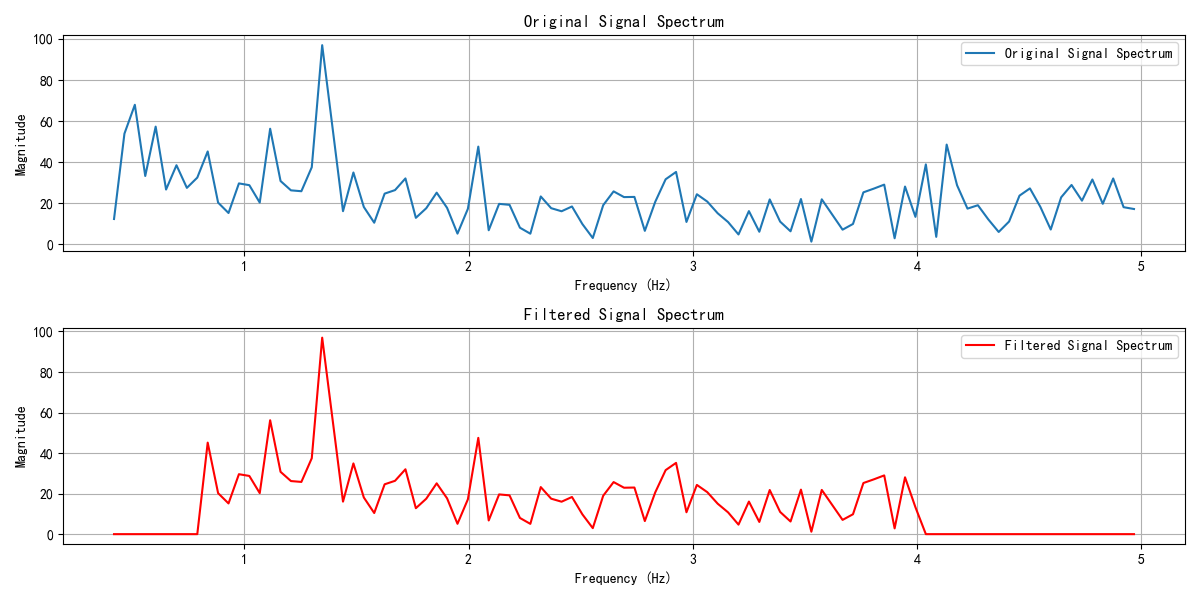 Original Signal Spectrum
100
80
60
40
20
0
Magnitude
Original Signal Spectrum
1
2
3
4
5
Frequency (Hz)
Filtered Signal Spectrum
100
80
60
40
20
0
Magnitude
Filtered Signal Spectrum
1
2
3
4
5
Frequency (Hz)